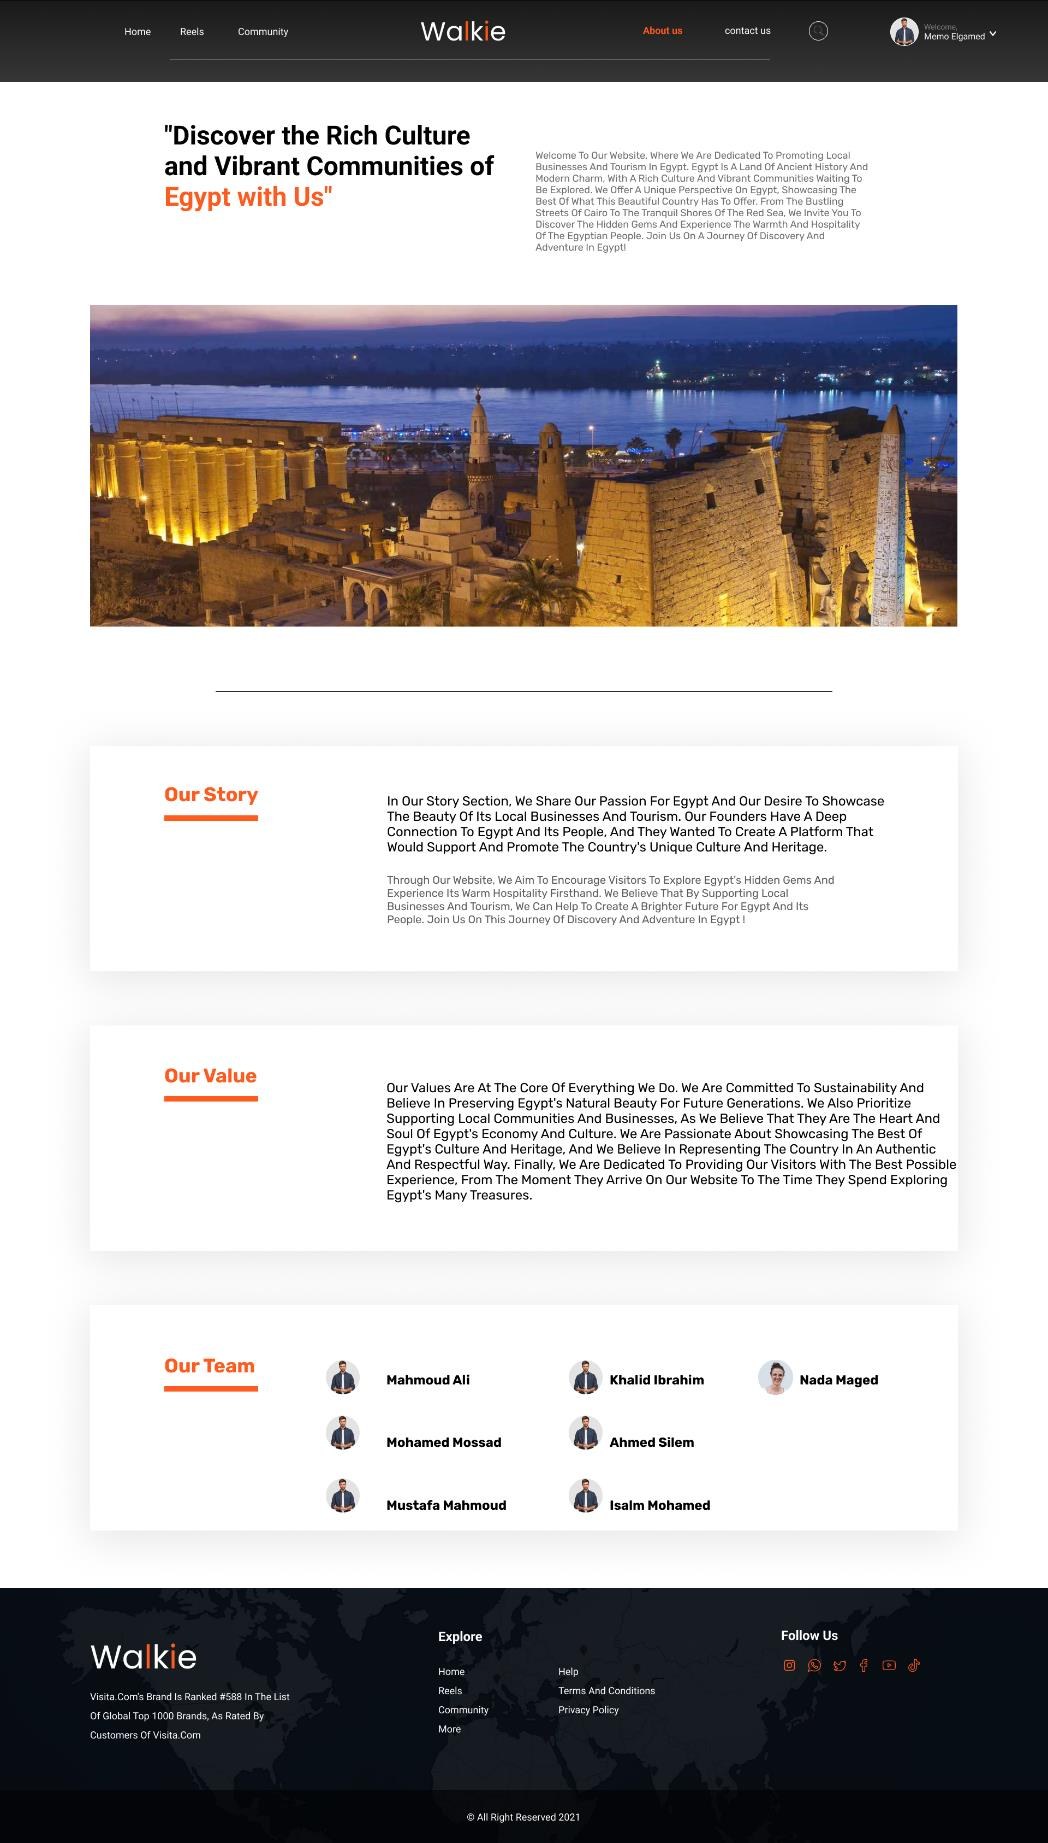 Home
Reels
Community
Walkie
About us
contact us
Welcome,
Memo Elgamed
"Discover the Rich Culture
and Vibrant Communities of
Egypt with Us"
Welcome To Our Website, Where We Are Dedicated To Promoting Local
Businesses And Tourism In Egypt. Egypt Is A Land Of Ancient History And
Modern Charm, With A Rich Culture And Vibrant Communities Waiting To
Be Explored. We Offer A Unique Perspective On Egypt, Showcasing The
Best Of What This Beautiful Country Has To Offer. From The Bustling
Streets Of Cairo To The Tranquil Shores Of The Red Sea, We Invite You To
Discover The Hidden Gems And Experience The Warmth And Hospitality
Of The Egyptian People. Join Us On A Journey Of Discovery And
Adventure In Egypt!
Our Story
In Our Story Section, We Share Our Passion For Egypt And Our Desire To Showcase
The Beauty Of Its Local Businesses And Tourism. Our Founders Have A Deep
Connection To Egypt And Its People, And They Wanted To Create A Platform That
Would Support And Promote The Country's Unique Culture And Heritage.
Through Our Website, We Aim To Encourage Visitors To Explore Egypt's Hidden Gems And
Experience Its Warm Hospitality Firsthand. We Believe That By Supporting Local
Businesses And Tourism, We Can Help To Create A Brighter Future For Egypt And Its
People. Join Us On This Journey Of Discovery And Adventure In Egypt !
Our Value
Our Values Are At The Core Of Everything We Do. We Are Committed To Sustainability And
Believe In Preserving Egypt's Natural Beauty For Future Generations. We Also Prioritize
Supporting Local Communities And Businesses, As We Believe That They Are The Heart And
Soul Of Egypt's Economy And Culture. We Are Passionate About Showcasing The Best Of
Egypt's Culture And Heritage, And We Believe In Representing The Country In An Authentic
And Respectful Way. Finally, We Are Dedicated To Providing Our Visitors With The Best Possible
Experience, From The Moment They Arrive On Our Website To The Time They Spend Exploring
Egypt's Many Treasures.
Our Team
Mahmoud Ali
Khalid Ibrahim
Nada Maged
Mohamed Mossad
Ahmed Silem
Mustafa Mahmoud
Isalm Mohamed
Walkie
Visita.Com's Brand Is Ranked #588 In The List
Of Global Top 1000 Brands, As Rated By
Customers Of Visita.Com
Explore
Home
Reels
Community
More
Help
Terms And Conditions
Privacy Policy
Follow Us
© All Right Reserved 2021